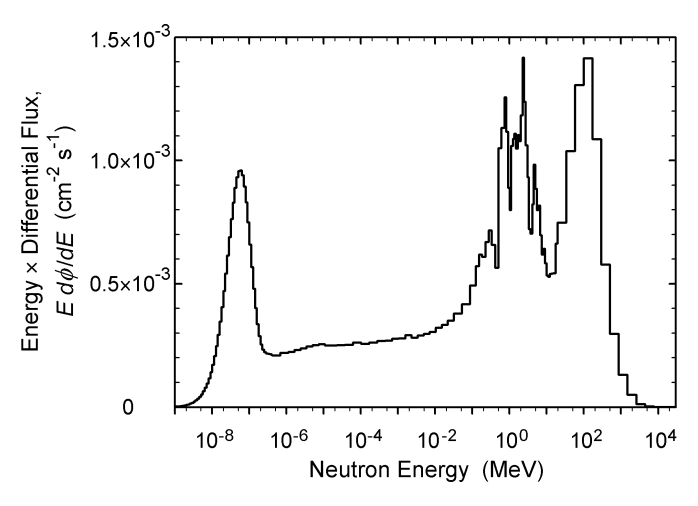 Energy × Differential Flux,
E dϕ/dE (cm⁻² s⁻¹)
1.5×10⁻³
1.0×10⁻³
0.5×10⁻³
0
10⁻⁸ 10⁻⁶ 10⁻⁴ 10⁻² 10⁰ 10² 10⁴
Neutron Energy (MeV)